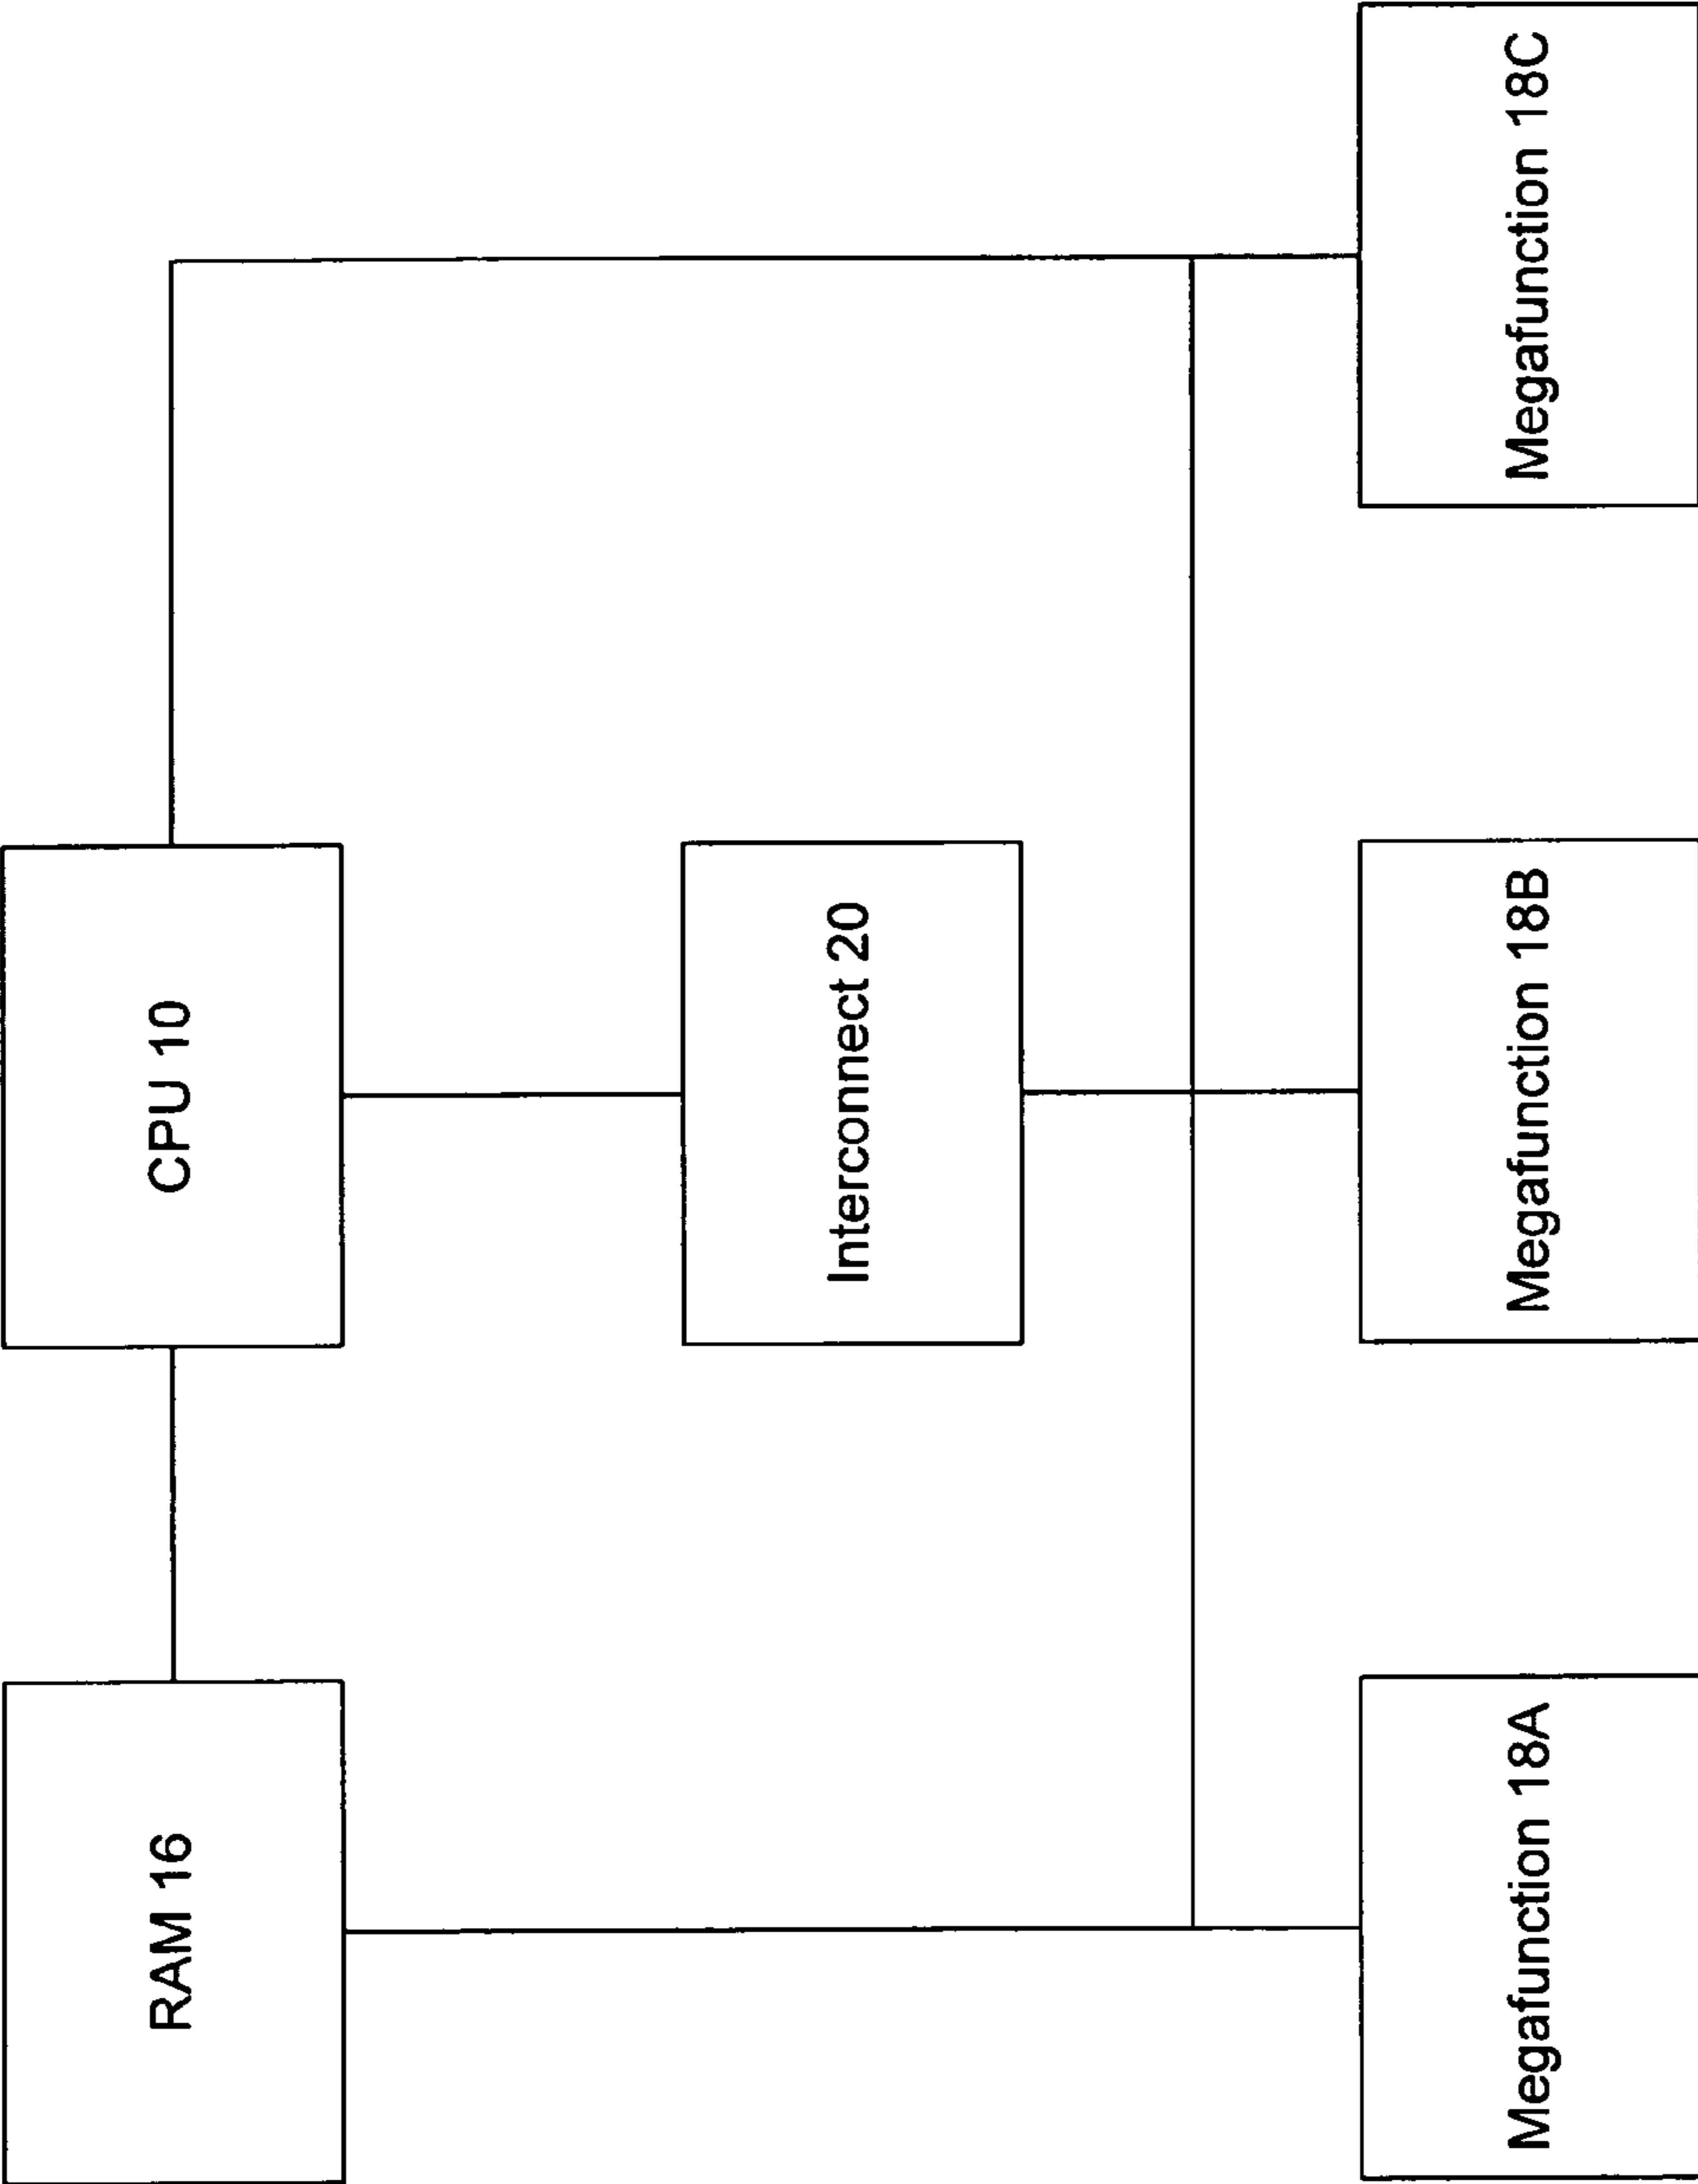 RAM 16
CPU 10
Interconnect 20
Megafunction 18A
Megafunction 18B
Megafunction 18C